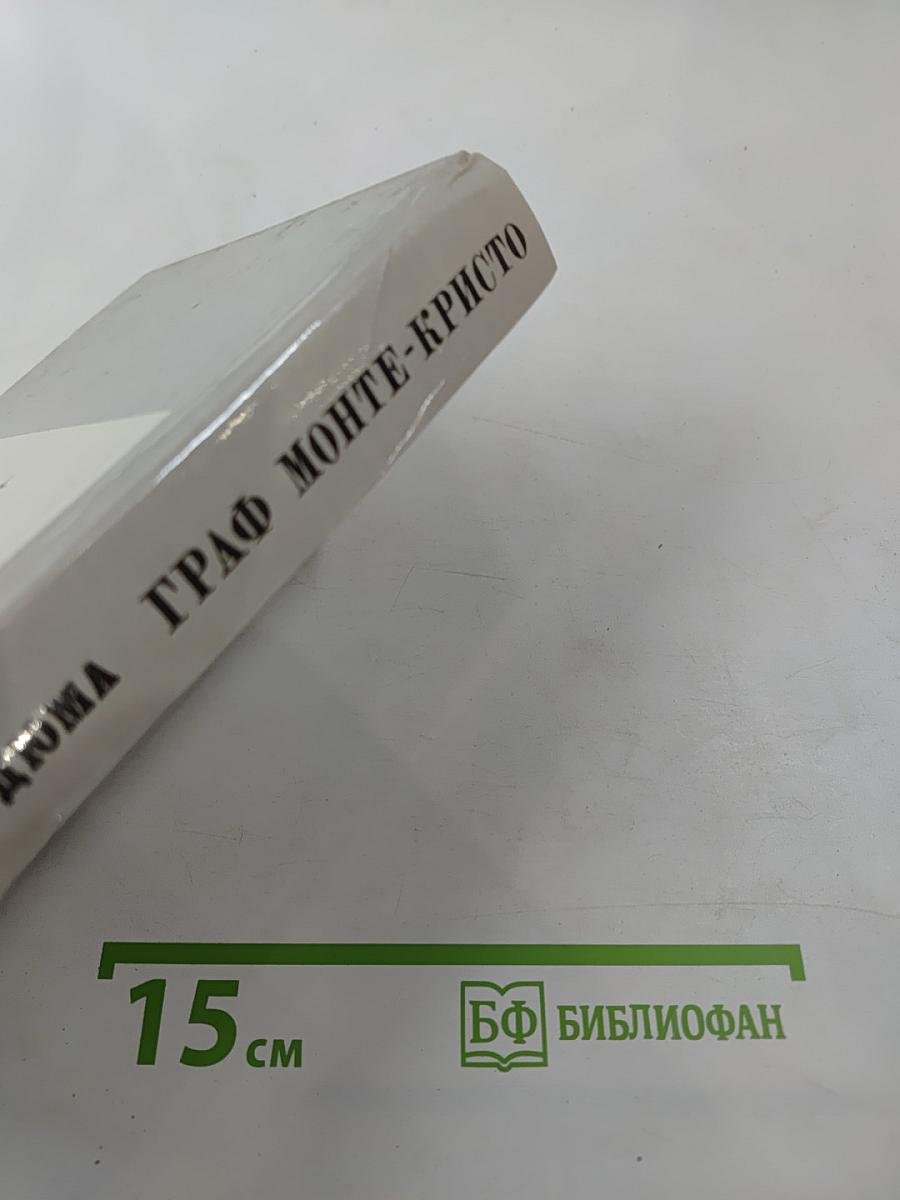 ДЮМА ГРАФ МОНТЕ-КРИСТО
15 см
БФ БИБЛИОФАН